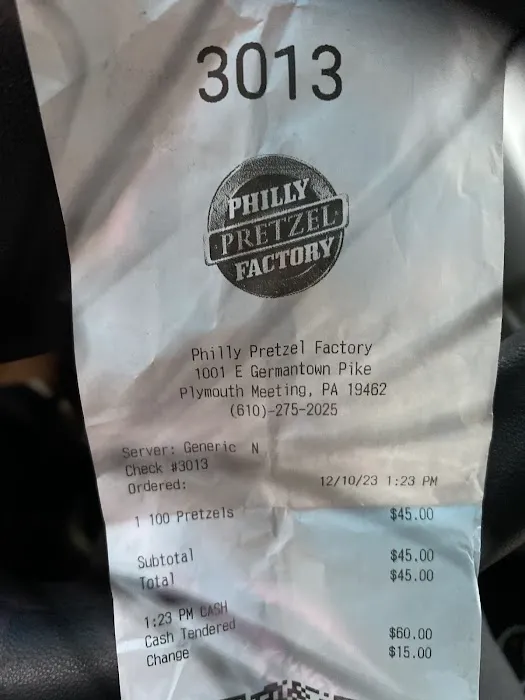 3013
PHILLY
PRETZEL
FACTORY
Philly Pretzel Factory
1001 E Germantown Pike
Plymouth Meeting, PA 19462
(610)-275-2025
Server: Generic N
Check #3013
Ordered: 12/10/23 1:23 PM
1 100 Pretzels $45.00
Subtotal $45.00
Total $45.00
1:23 PM CASH
Cash Tendered $60.00
Change $15.00